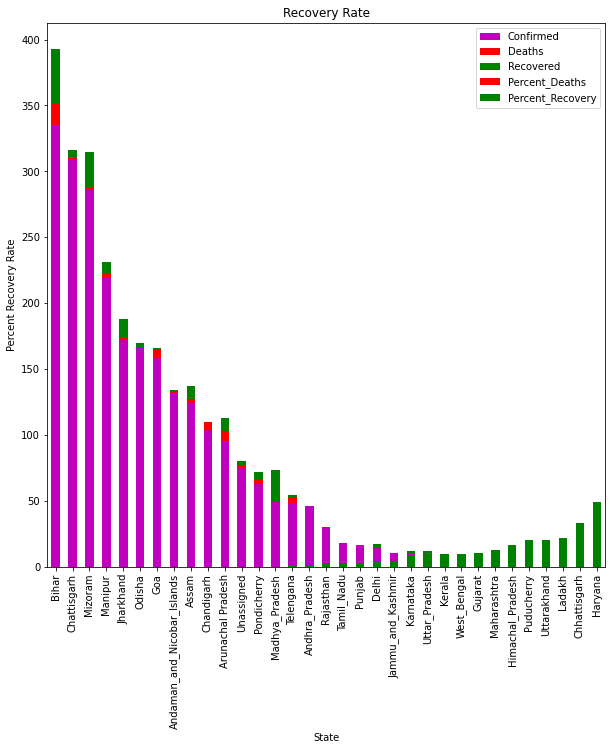 Recovery Rate
Confirmed
Deaths
Recovered
Percent_Deaths
Percent_Recovery
Percent Recovery Rate
400
350
300
250
200
150
100
50
0
Bihar
Chattisgarh
Mizoram
Manipur
Jharkhand
Odisha
Goa
Andaman_and_Nicobar_Islands
Assam
Chandigarh
Arunachal Pradesh
Unassigned
Pondicherry
Madhya_Pradesh
Telengana
Andhra_Pradesh
Rajasthan
Tamil_Nadu
Punjab
Delhi
Jammu_and_Kashmir
Karnataka
Uttar_Pradesh
Kerala
West_Bengal
Gujarat
Maharashtra
Himachal_Pradesh
Puducherry
Uttarakhand
Ladakh
Chhattisgarh
Haryana
State